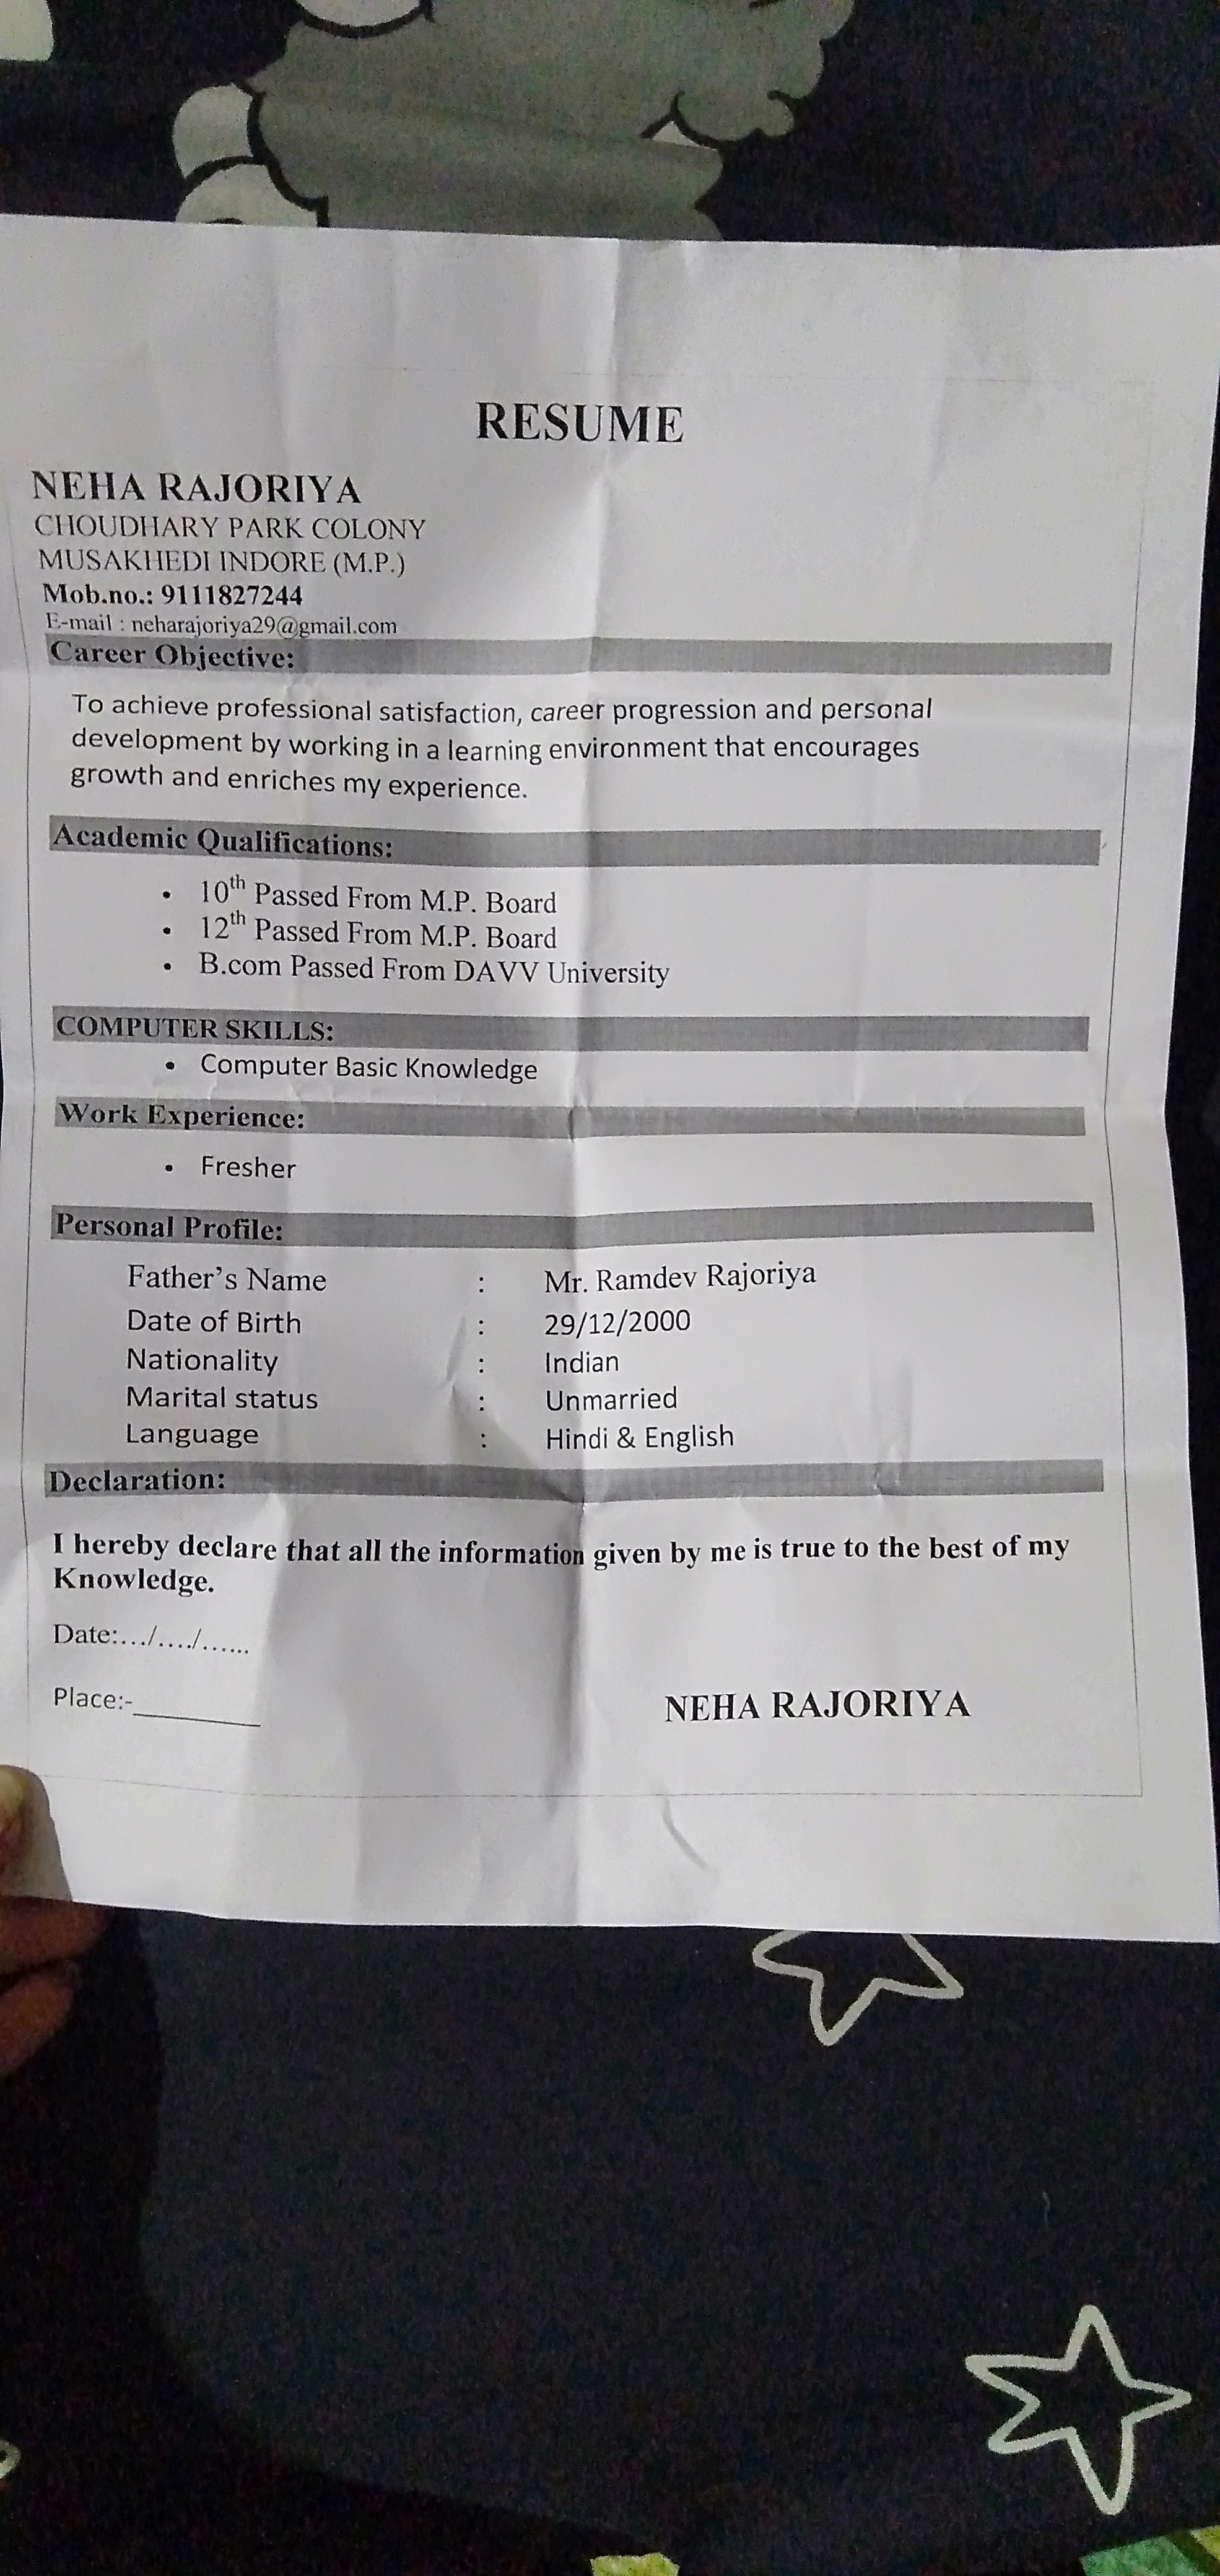 RESUME
NEHA RAJORIYA
CHOUDHARY PARK COLONY
MUSAKHEDI INDORE (M.P.)
Mob.no.: 9111827244
E-mail : neharajoriya29@gmail.com
Career Objective:
To achieve professional satisfaction, career progression and personal
development by working in a learning environment that encourages
growth and enriches my experience.
Academic Qualifications:
• 10th Passed From M.P. Board
• 12th Passed From M.P. Board
• B.com Passed From DAVV University
COMPUTER SKILLS:
• Computer Basic Knowledge
Work Experience:
• Fresher
Personal Profile:
Father's Name : Mr. Ramdev Rajoriya
Date of Birth : 29/12/2000
Nationality : Indian
Marital status : Unmarried
Language : Hindi & English
Declaration:
I hereby declare that all the information given by me is true to the best of my
Knowledge.
Date:.../..../......
Place:-_________
NEHA RAJORIYA